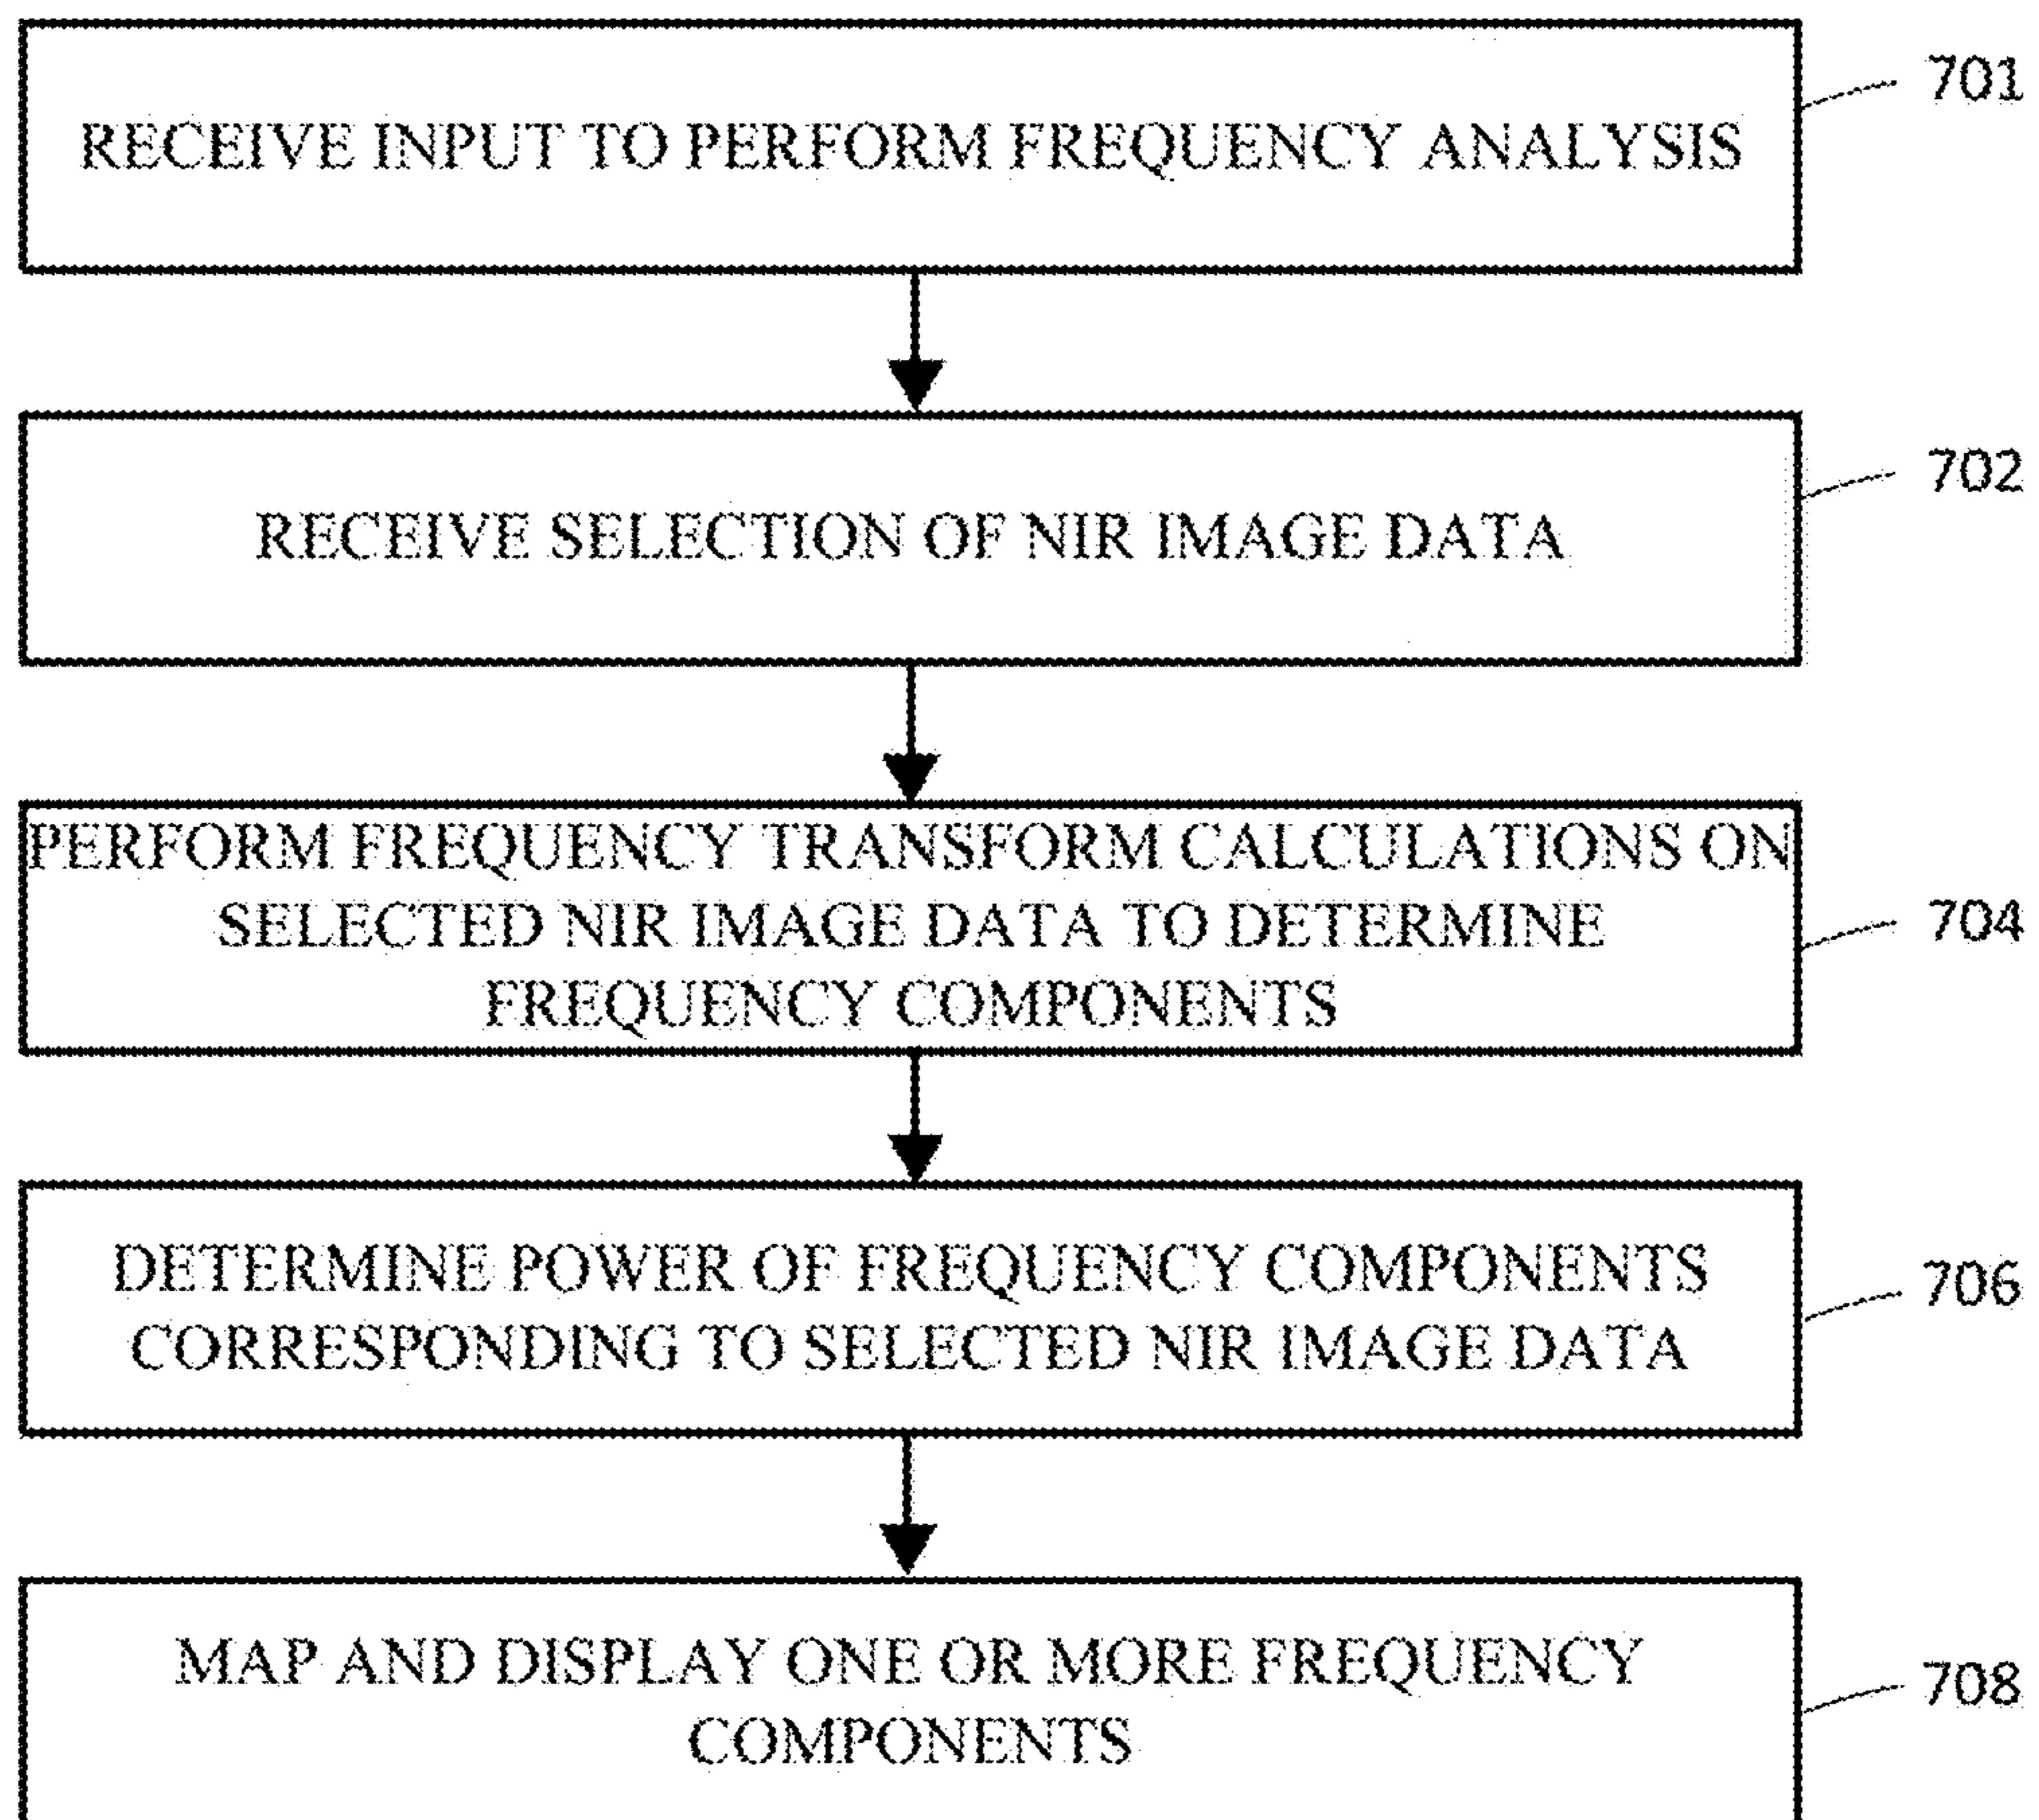 RECEIVE INPUT TO PERFORM FREQUENCY ANALYSIS
701
RECEIVE SELECTION OF NIR IMAGE DATA
702
PERFORM FREQUENCY TRANSFORM CALCULATIONS ON
SELECTED NIR IMAGE DATA TO DETERMINE
FREQUENCY COMPONENTS
704
DETERMINE POWER OF FREQUENCY COMPONENTS
CORRESPONDING TO SELECTED NIR IMAGE DATA
706
MAP AND DISPLAY ONE OR MORE FREQUENCY
COMPONENTS
708